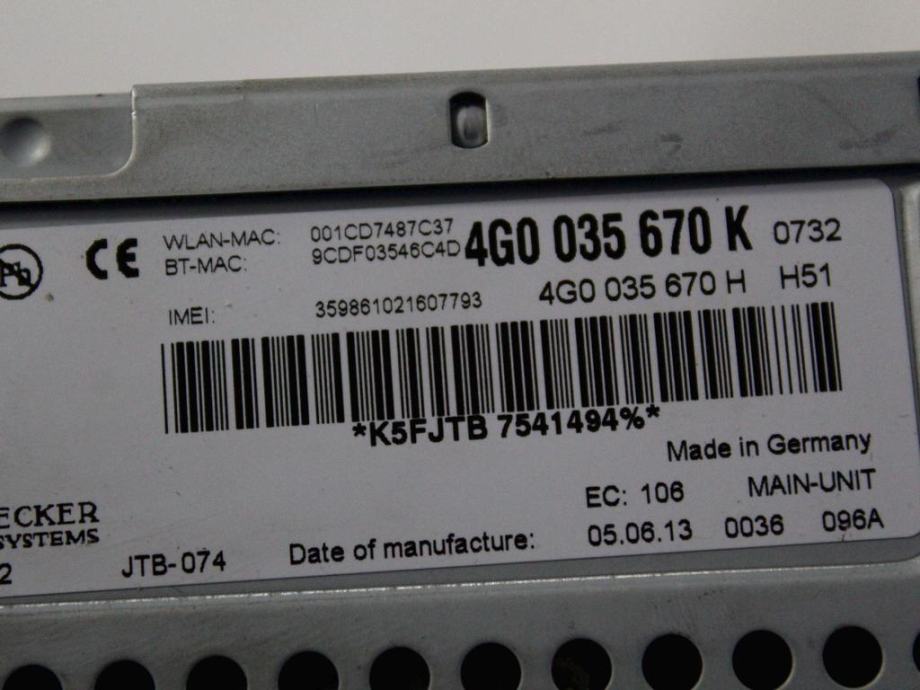 Pb
CE
WLAN-MAC: 001CD7487C37
BT-MAC: 9CDF03546C4D
4G0 035 670 K 0732
IMEI: 359861021607793
4G0 035 670 H H51
*K5FJTB 7541494%*
Made in Germany
EC: 106 MAIN-UNIT
ECKER
SYSTEMS
Date of manufacture: 05.06.13 0036 096A
2 JTB-074